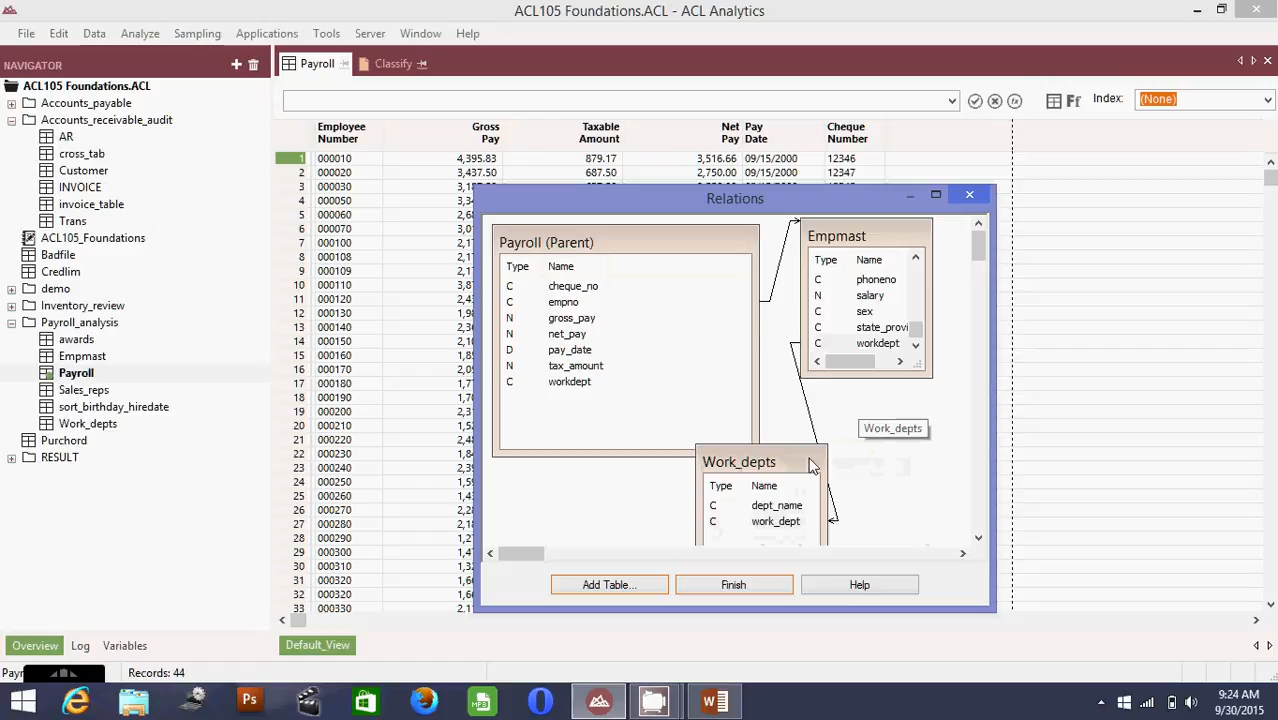 ACL105 Foundations.ACL - ACL Analytics
File Edit Data Analyze Sampling Applications Tools Server Window Help
NAVIGATOR
Payroll
Classify
ACL105 Foundations.ACL
Accounts_payable
Accounts_receivable_audit
AR
cross_tab
Customer
INVOICE
invoice_table
Trans
ACL105_Foundations
Badfile
Credlim
demo
Inventory_review
Payroll_analysis
awards
Empmast
Payroll
Sales_reps
sort_birthday_hiredate
Work_depts
Purchord
RESULT
Index: (None)
Employee Number
Gross Pay
Taxable Amount
Net Pay
Pay Date
Cheque Number
1 000010 4,395.83 879.17 3,516.66 09/15/2000 12346
2 000020 3,437.50 687.50 2,750.00 09/15/2000 12347
3 000030
4 000050
5 000060
6 000070
7 000100
8 000108
9 000109
10 000110
11 000120
12 000130
13 000140
14 000150
15 000160
16 000170
17 000180
18 000190
19 000200
20 000210
21 000220
22 000230
23 000240
24 000250
25 000260
26 000270
27 000280
28 000290
29 000300
30 000310
31 000320
32 000330
Relations
Payroll (Parent)
Type Name
C cheque_no
C empno
N gross_pay
N net_pay
D pay_date
N tax_amount
C workdept
Empmast
Type Name
C phoneno
N salary
C sex
C state_provi
C workdept
Work_depts
Work_depts
Type Name
C dept_name
C work_dept
Add Table...
Finish
Help
Overview Log Variables
Default_View
Records: 44
9:24 AM
9/30/2015